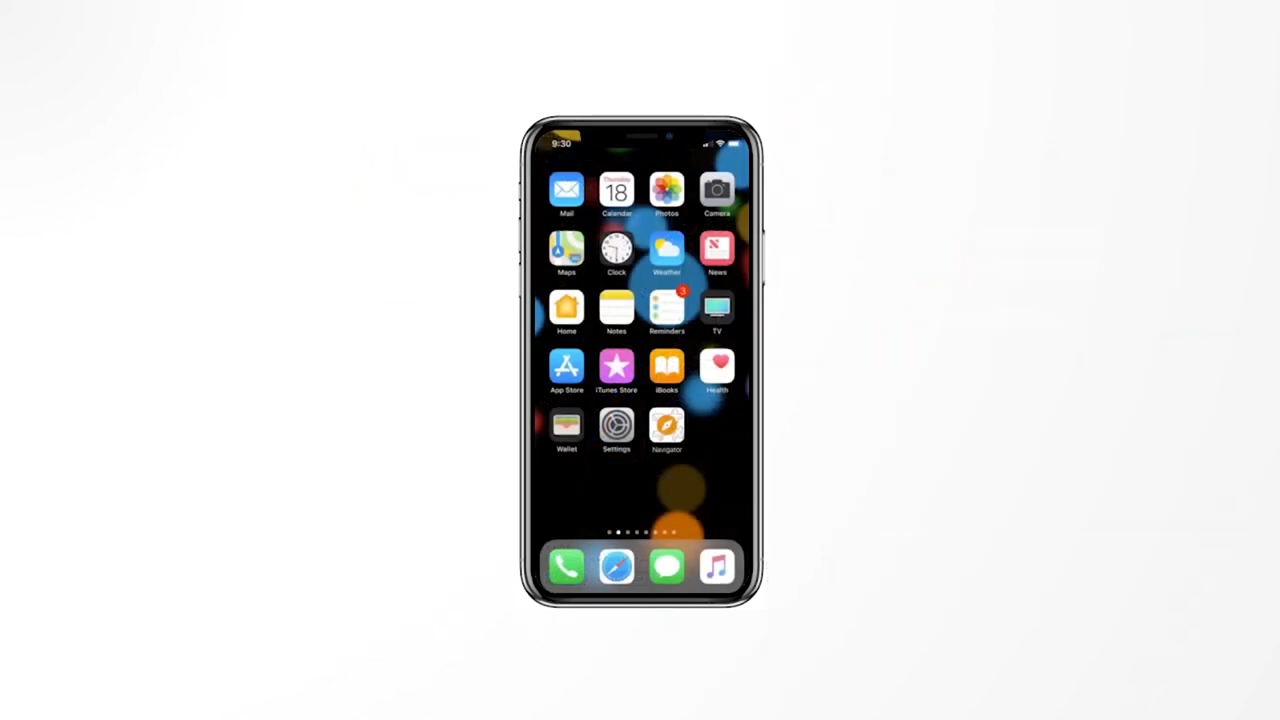 9:30
Thursday
18
Mail Calendar Photos Camera
Maps Clock Weather News
3
Home Notes Reminders TV
App Store iTunes Store iBooks Health
Wallet Settings Navigator